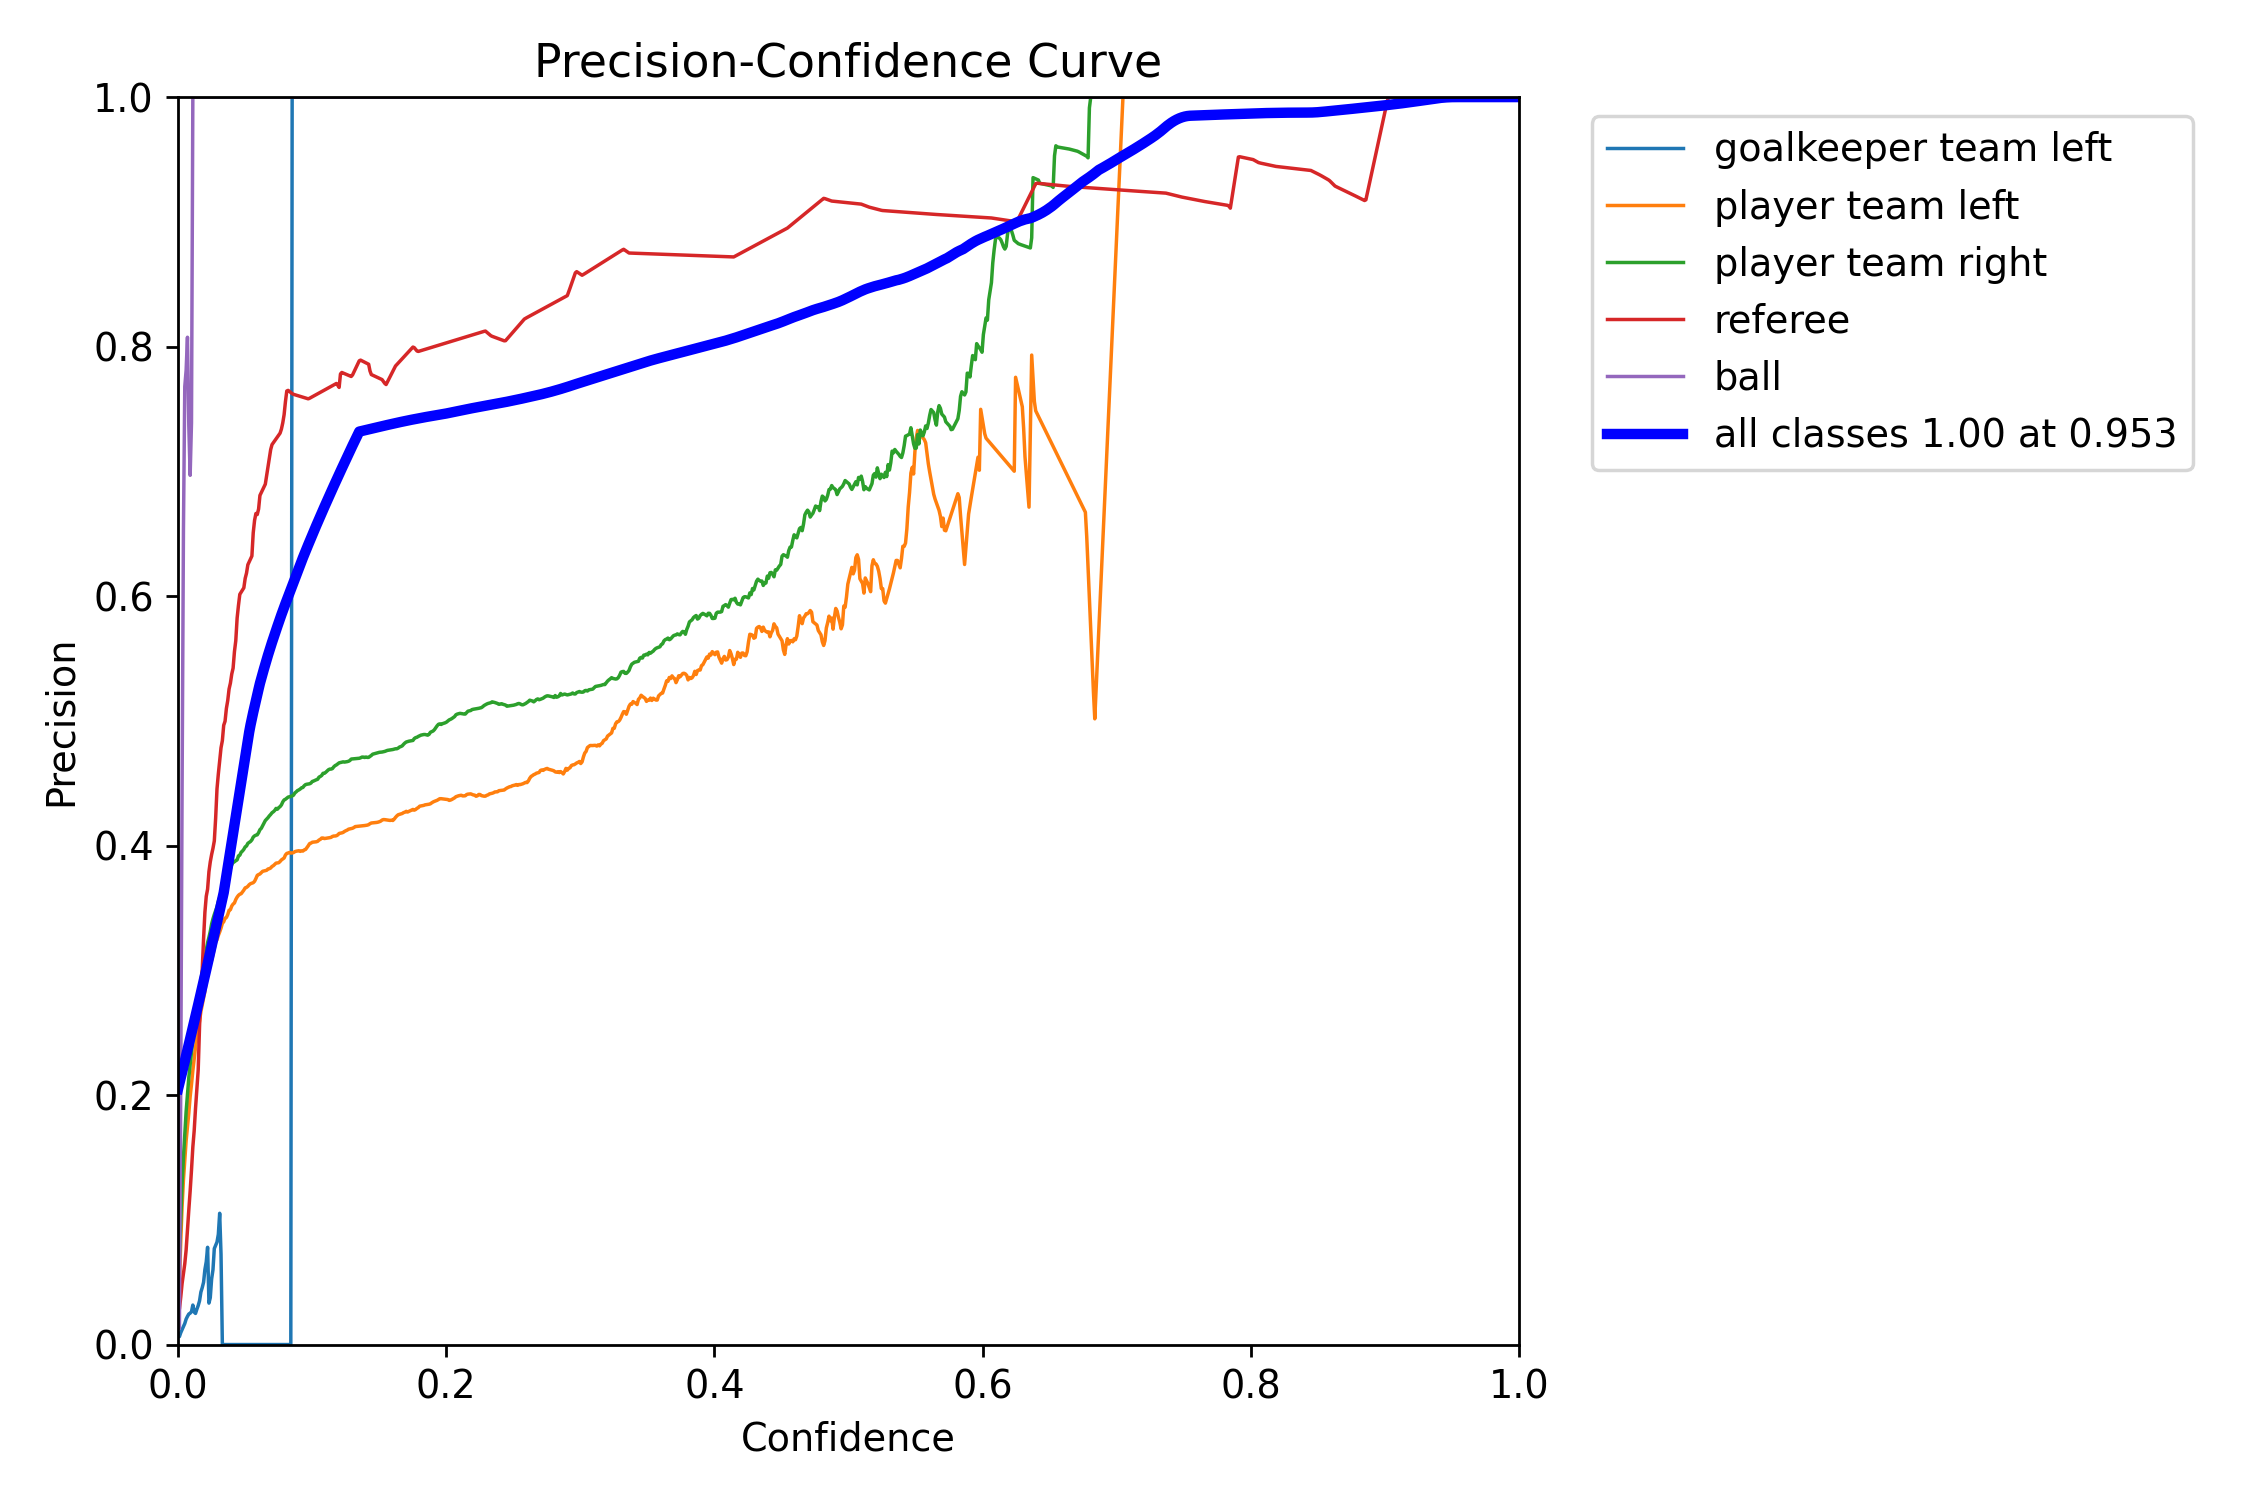 Precision-Confidence Curve
1.0
0.8
0.6
0.4
0.2
0.0
Precision
0.0 0.2 0.4 0.6 0.8 1.0
Confidence
goalkeeper team left
player team left
player team right
referee
ball
all classes 1.00 at 0.953